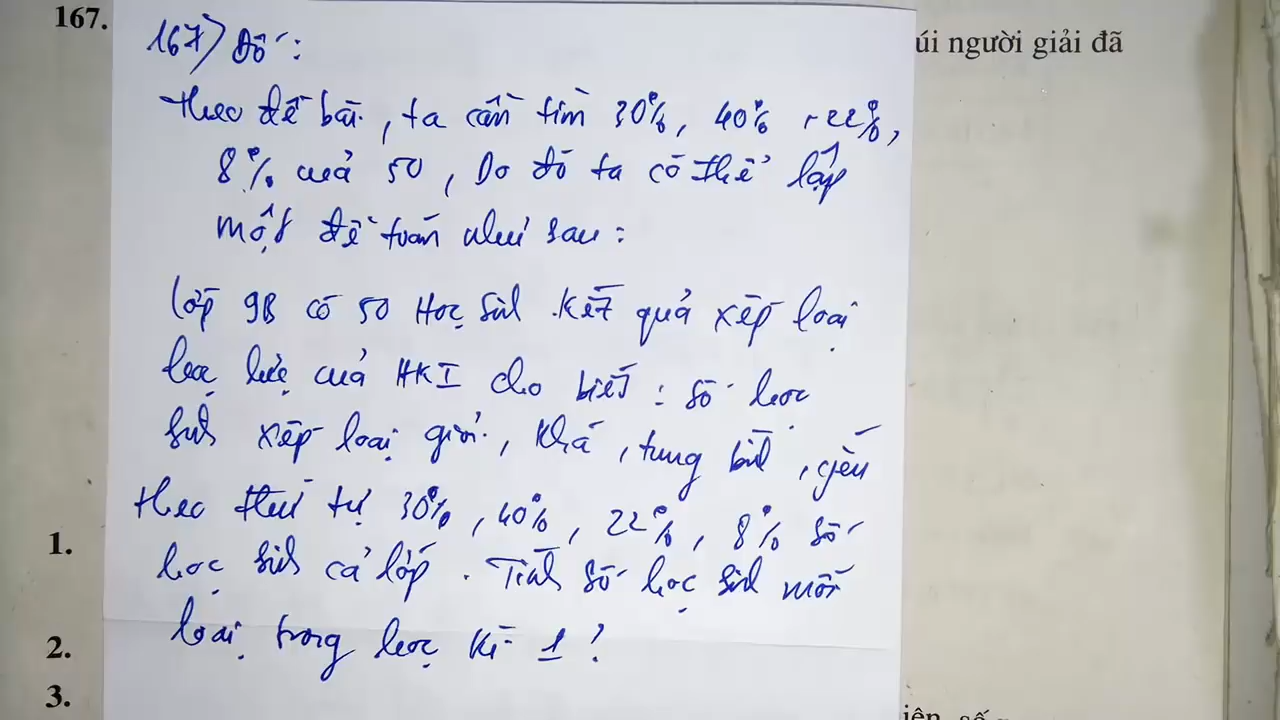 167.
167) Đố:
úi người giải đã
theo đề bài, ta cần tìm 30%, 40%, 22%,
8% của 50, Do đó ta có thể lập
một đề toán như sau:
Lớp 9B có 50 Học sinh. Kết quả xếp loại
học lực của HKI cho biết: số học
sinh xếp loại giỏi, Khá, trung bình, yếu
theo thứ tự 30%, 40%, 22%, 8% số
học sinh cả lớp. Tính số học sinh mỗi
loại trong học kì 1?
1.
2.
3.
iên, số